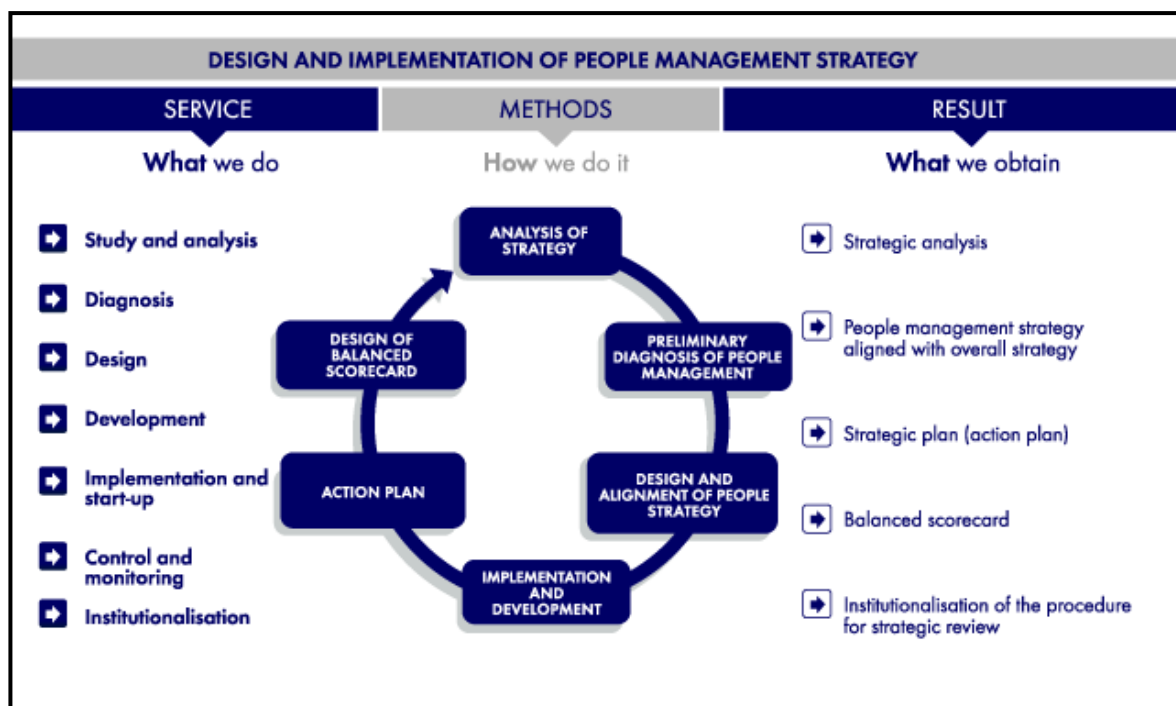 DESIGN AND IMPLEMENTATION OF PEOPLE MANAGEMENT STRATEGY
SERVICE
METHODS
RESULT
What we do
How we do it
What we obtain
Study and analysis
Diagnosis
Design
Development
Implementation and
start-up
Control and
monitoring
Institutionalisation
ANALYSIS OF
STRATEGY
PRELIMINARY
DIAGNOSIS OF PEOPLE
MANAGEMENT
DESIGN AND
ALIGNMENT OF PEOPLE
STRATEGY
IMPLEMENTATION
AND
DEVELOPMENT
ACTION PLAN
DESIGN OF
BALANCED
SCORECARD
Strategic analysis
People management strategy
aligned with overall strategy
Strategic plan (action plan)
Balanced scorecard
Institutionalisation of the procedure
for strategic review